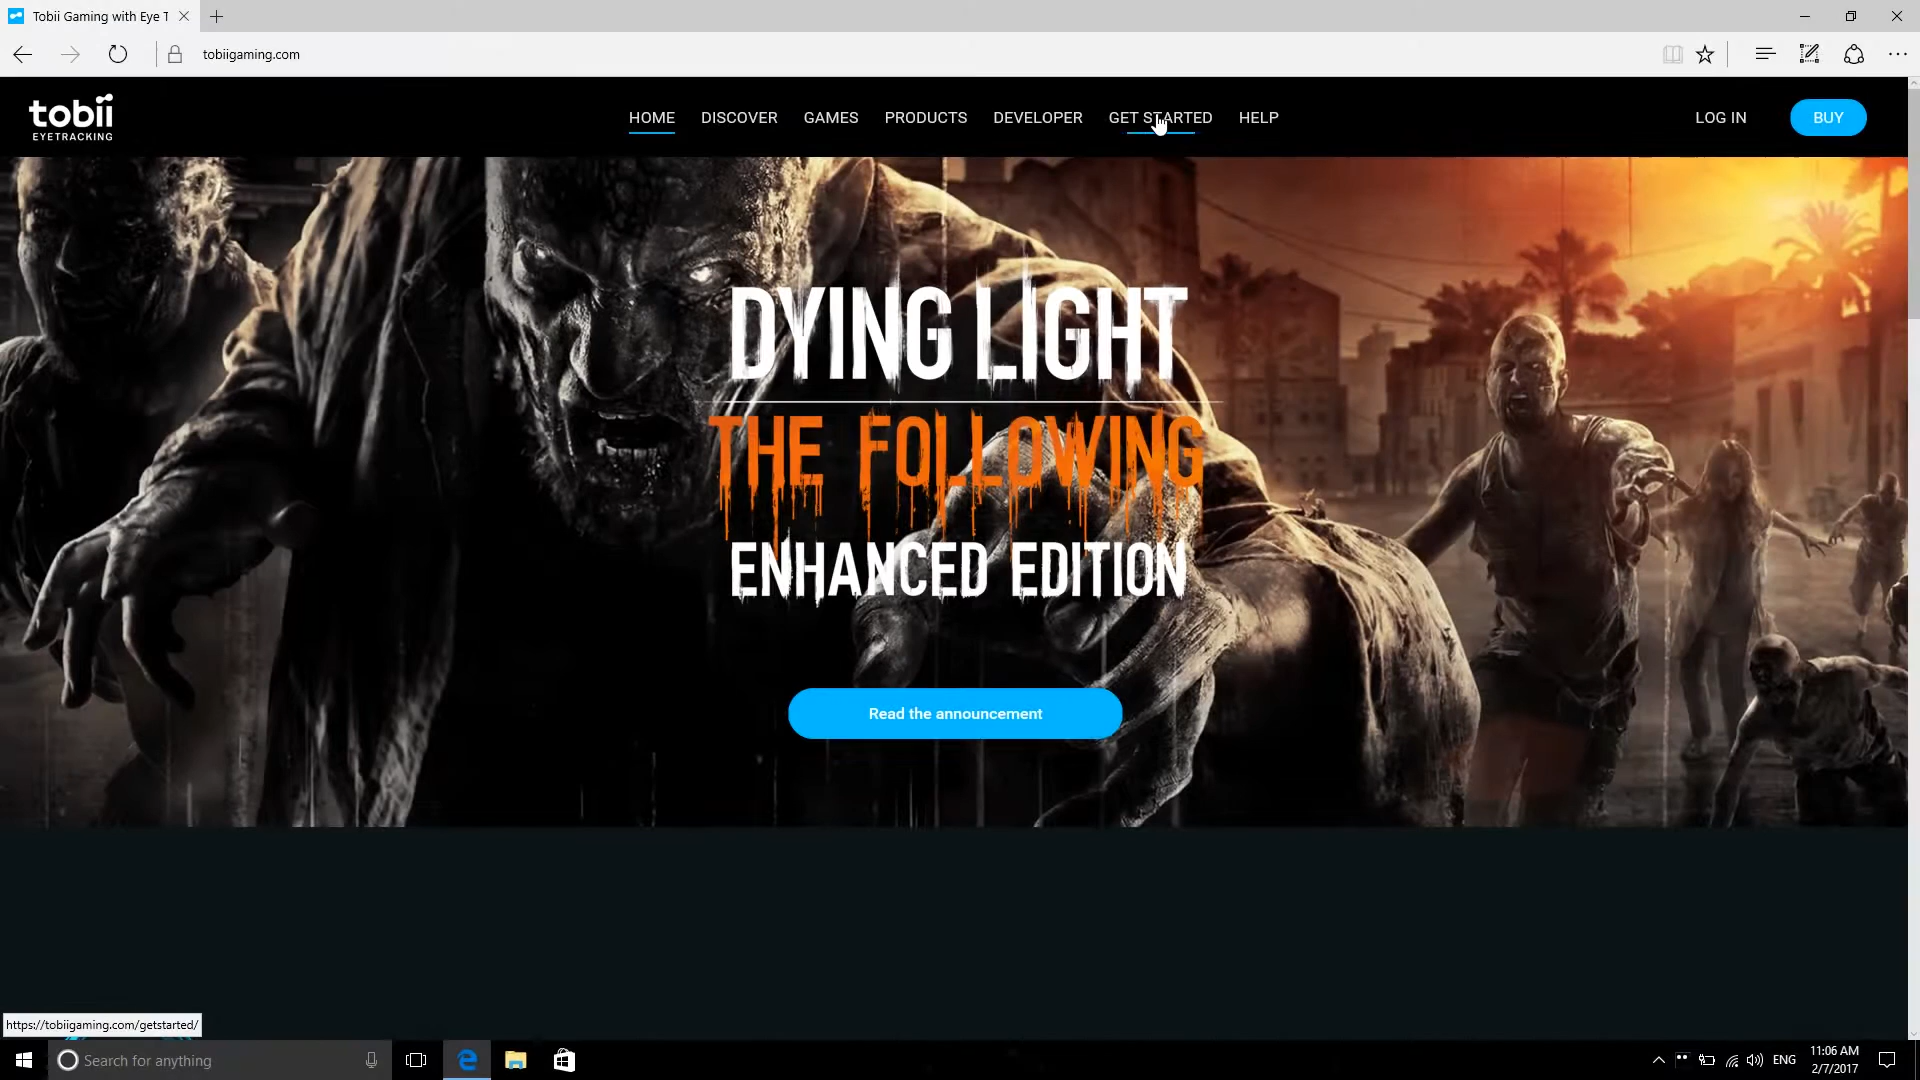 Tobii Gaming with Eye T
tobiigaming.com
tobii
EYETRACKING
HOME DISCOVER GAMES PRODUCTS DEVELOPER GET STARTED HELP
LOG IN
BUY
DYING LIGHT
THE FOLLOWING
ENHANCED EDITION
Read the announcement
https://tobiigaming.com/getstarted/
Search for anything
ENG
11:06 AM
2/7/2017